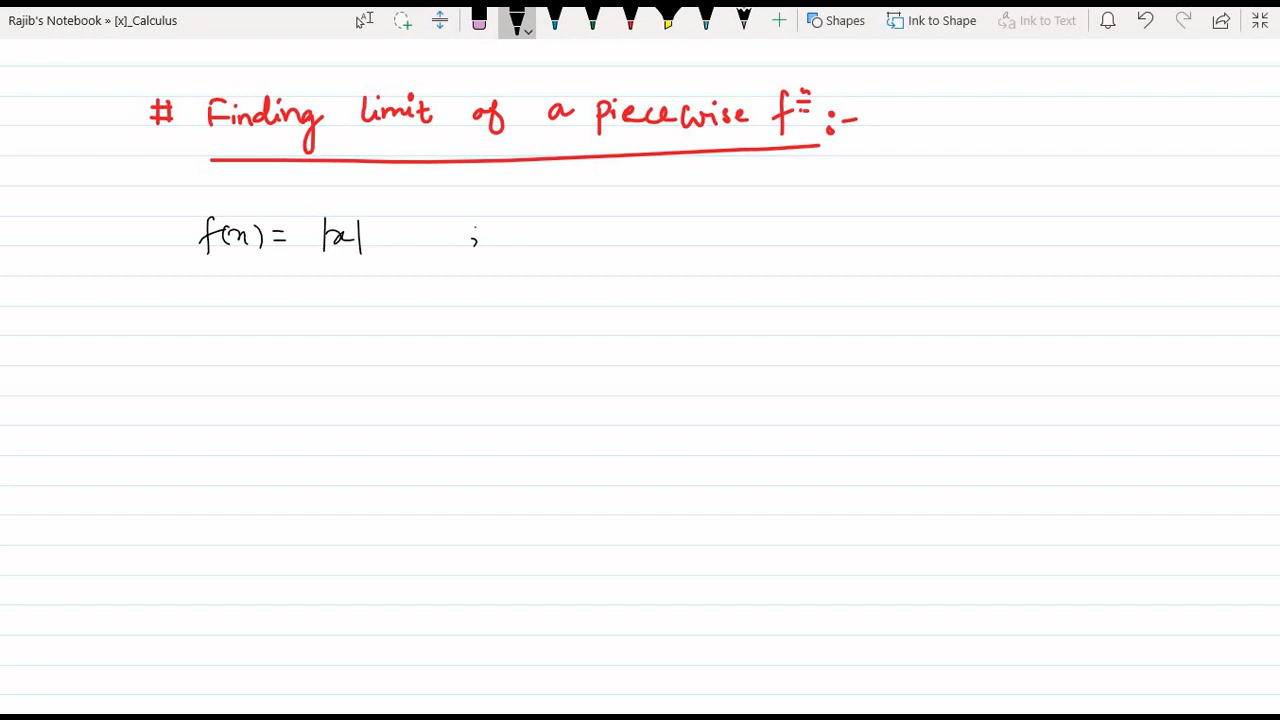 Rajib's Notebook » [x]_Calculus
Shapes
Ink to Shape
Ink to Text
# Finding limit of a piecewise fⁿ :-
f(x) = |x| ;